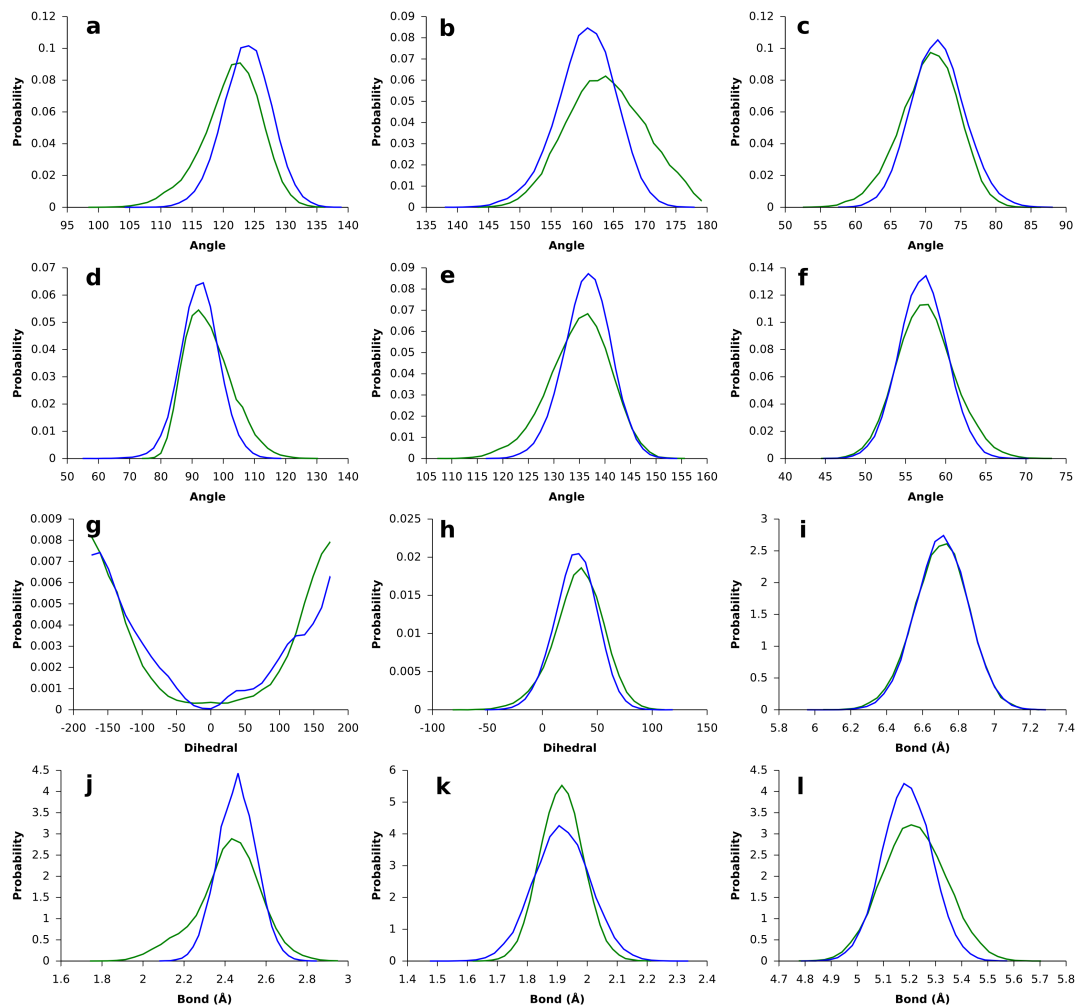 a
Probability
0.12
0.1
0.08
0.06
0.04
0.02
0
95 100 105 110 115 120 125 130 135 140
Angle
b
Probability
0.09
0.08
0.07
0.06
0.05
0.04
0.03
0.02
0.01
0
135 140 145 150 155 160 165 170 175 180
Angle
c
Probability
0.12
0.1
0.08
0.06
0.04
0.02
0
50 55 60 65 70 75 80 85 90
Angle
d
Probability
0.07
0.06
0.05
0.04
0.03
0.02
0.01
0
50 60 70 80 90 100 110 120 130 140
Angle
e
Probability
0.09
0.08
0.07
0.06
0.05
0.04
0.03
0.02
0.01
0
105 110 115 120 125 130 135 140 145 150 155 160
Angle
f
Probability
0.14
0.12
0.1
0.08
0.06
0.04
0.02
0
40 45 50 55 60 65 70 75
Angle
g
Probability
0.009
0.008
0.007
0.006
0.005
0.004
0.003
0.002
0.001
0
-200 -150 -100 -50 0 50 100 150 200
Dihedral
h
Probability
0.025
0.02
0.015
0.01
0.005
0
-100 -50 0 50 100 150
Dihedral
i
Probability
3
2.5
2
1.5
1
0.5
0
5.8 6 6.2 6.4 6.6 6.8 7 7.2 7.4
Bond (Å)
j
Probability
4.5
4
3.5
3
2.5
2
1.5
1
0.5
0
1.6 1.8 2 2.2 2.4 2.6 2.8 3
Bond (Å)
k
Probability
6
5
4
3
2
1
0
1.4 1.5 1.6 1.7 1.8 1.9 2 2.1 2.2 2.3 2.4
Bond (Å)
l
Probability
4.5
4
3.5
3
2.5
2
1.5
1
0.5
0
4.7 4.8 4.9 5 5.1 5.2 5.3 5.4 5.5 5.6 5.7 5.8
Bond (Å)